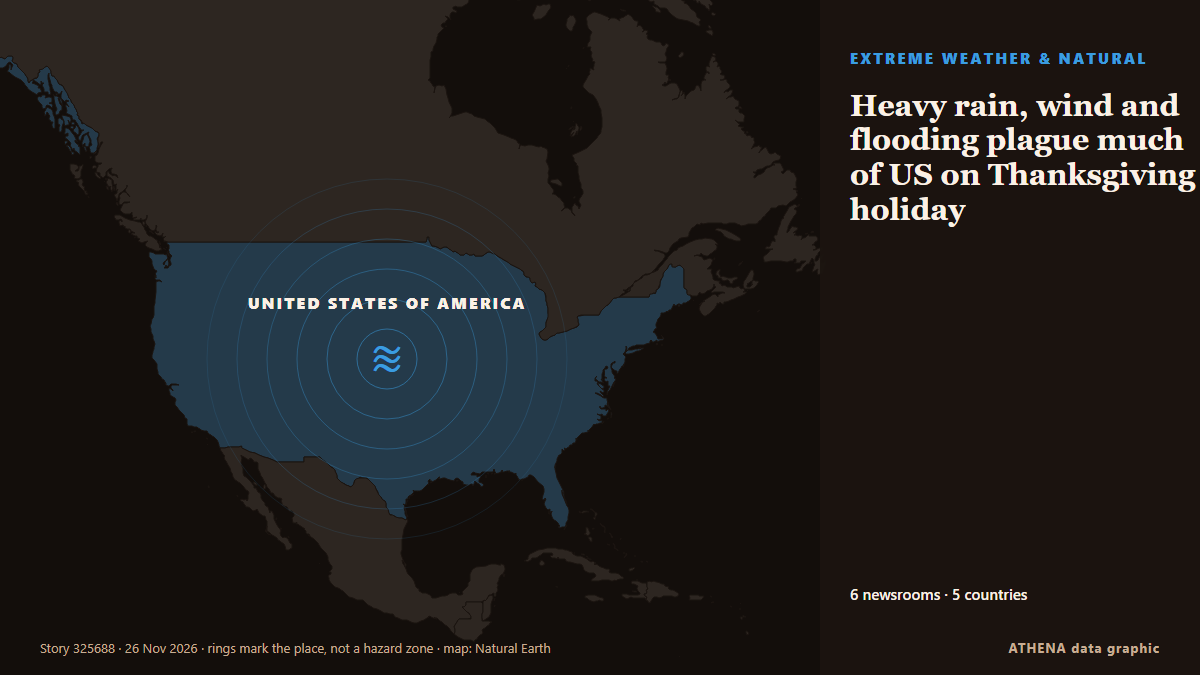 EXTREME WEATHER & NATURAL
Heavy rain, wind and
flooding plague much
of US on Thanksgiving
holiday
UNITED STATES OF AMERICA
6 newsrooms · 5 countries
Story 325688 · 26 Nov 2026 · rings mark the place, not a hazard zone · map: Natural Earth
ATHENA data graphic